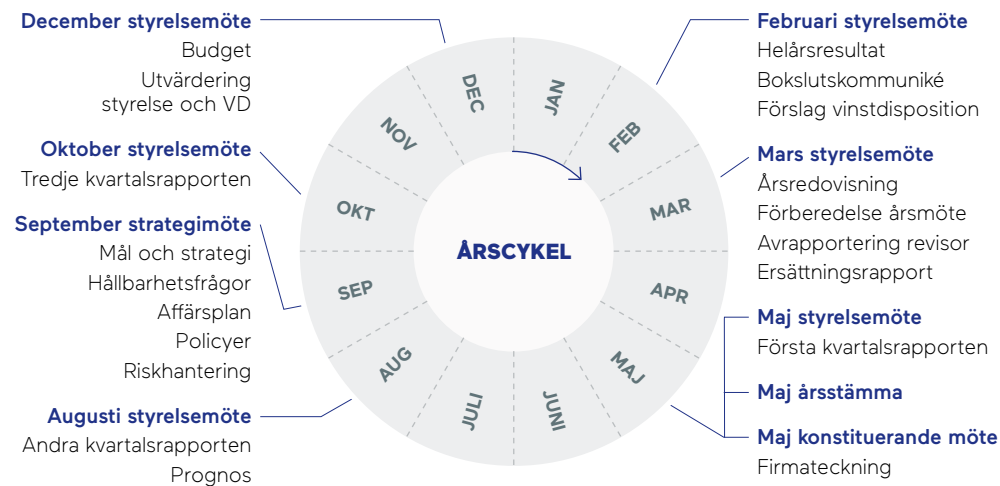 December styrelsemöte
Budget
Utvärdering
styrelse och VD
Oktober styrelsemöte
Tredje kvartalsrapporten
September strategimöte
Mål och strategi
Hållbarhetsfrågor
Affärsplan
Policyer
Riskhantering
Augusti styrelsemöte
Andra kvartalsrapporten
Prognos
JAN
FEB
MAR
APR
MAJ
JUNI
JULI
AUG
SEP
OKT
NOV
DEC
ÅRSCYKEL
Februari styrelsemöte
Helårsresultat
Bokslutskommuniké
Förslag vinstdisposition
Mars styrelsemöte
Årsredovisning
Förberedelse årsmöte
Avrapportering revisor
Ersättningsrapport
Maj styrelsemöte
Första kvartalsrapporten
Maj årsstämma
Maj konstituerande möte
Firmateckning